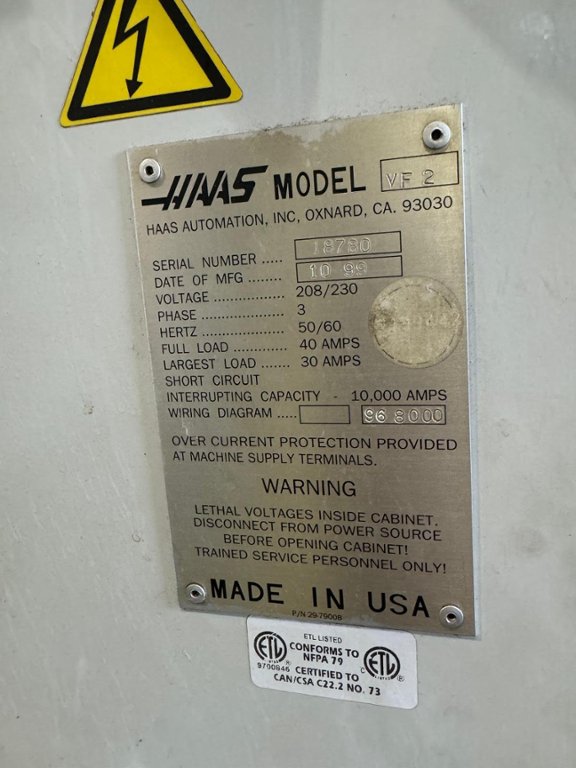 HAAS MODEL VF 2
HAAS AUTOMATION, INC, OXNARD, CA. 93030
SERIAL NUMBER ..... 18780
DATE OF MFG ........ 10 99
VOLTAGE ................. 208/230
PHASE .................... 3
HERTZ .................... 50/60
FULL LOAD ............. 40 AMPS
LARGEST LOAD ....... 30 AMPS
SHORT CIRCUIT
INTERRUPTING CAPACITY - 10,000 AMPS
WIRING DIAGRAM ..... 96 8000
OVER CURRENT PROTECTION PROVIDED
AT MACHINE SUPPLY TERMINALS.
WARNING
LETHAL VOLTAGES INSIDE CABINET.
DISCONNECT FROM POWER SOURCE
BEFORE OPENING CABINET!
TRAINED SERVICE PERSONNEL ONLY!
MADE IN USA
P/N 29-7900B
ETL LISTED
CONFORMS TO
NFPA 79
9700846 CERTIFIED TO
CAN/CSA C22.2 NO. 73
ETL
C ETL